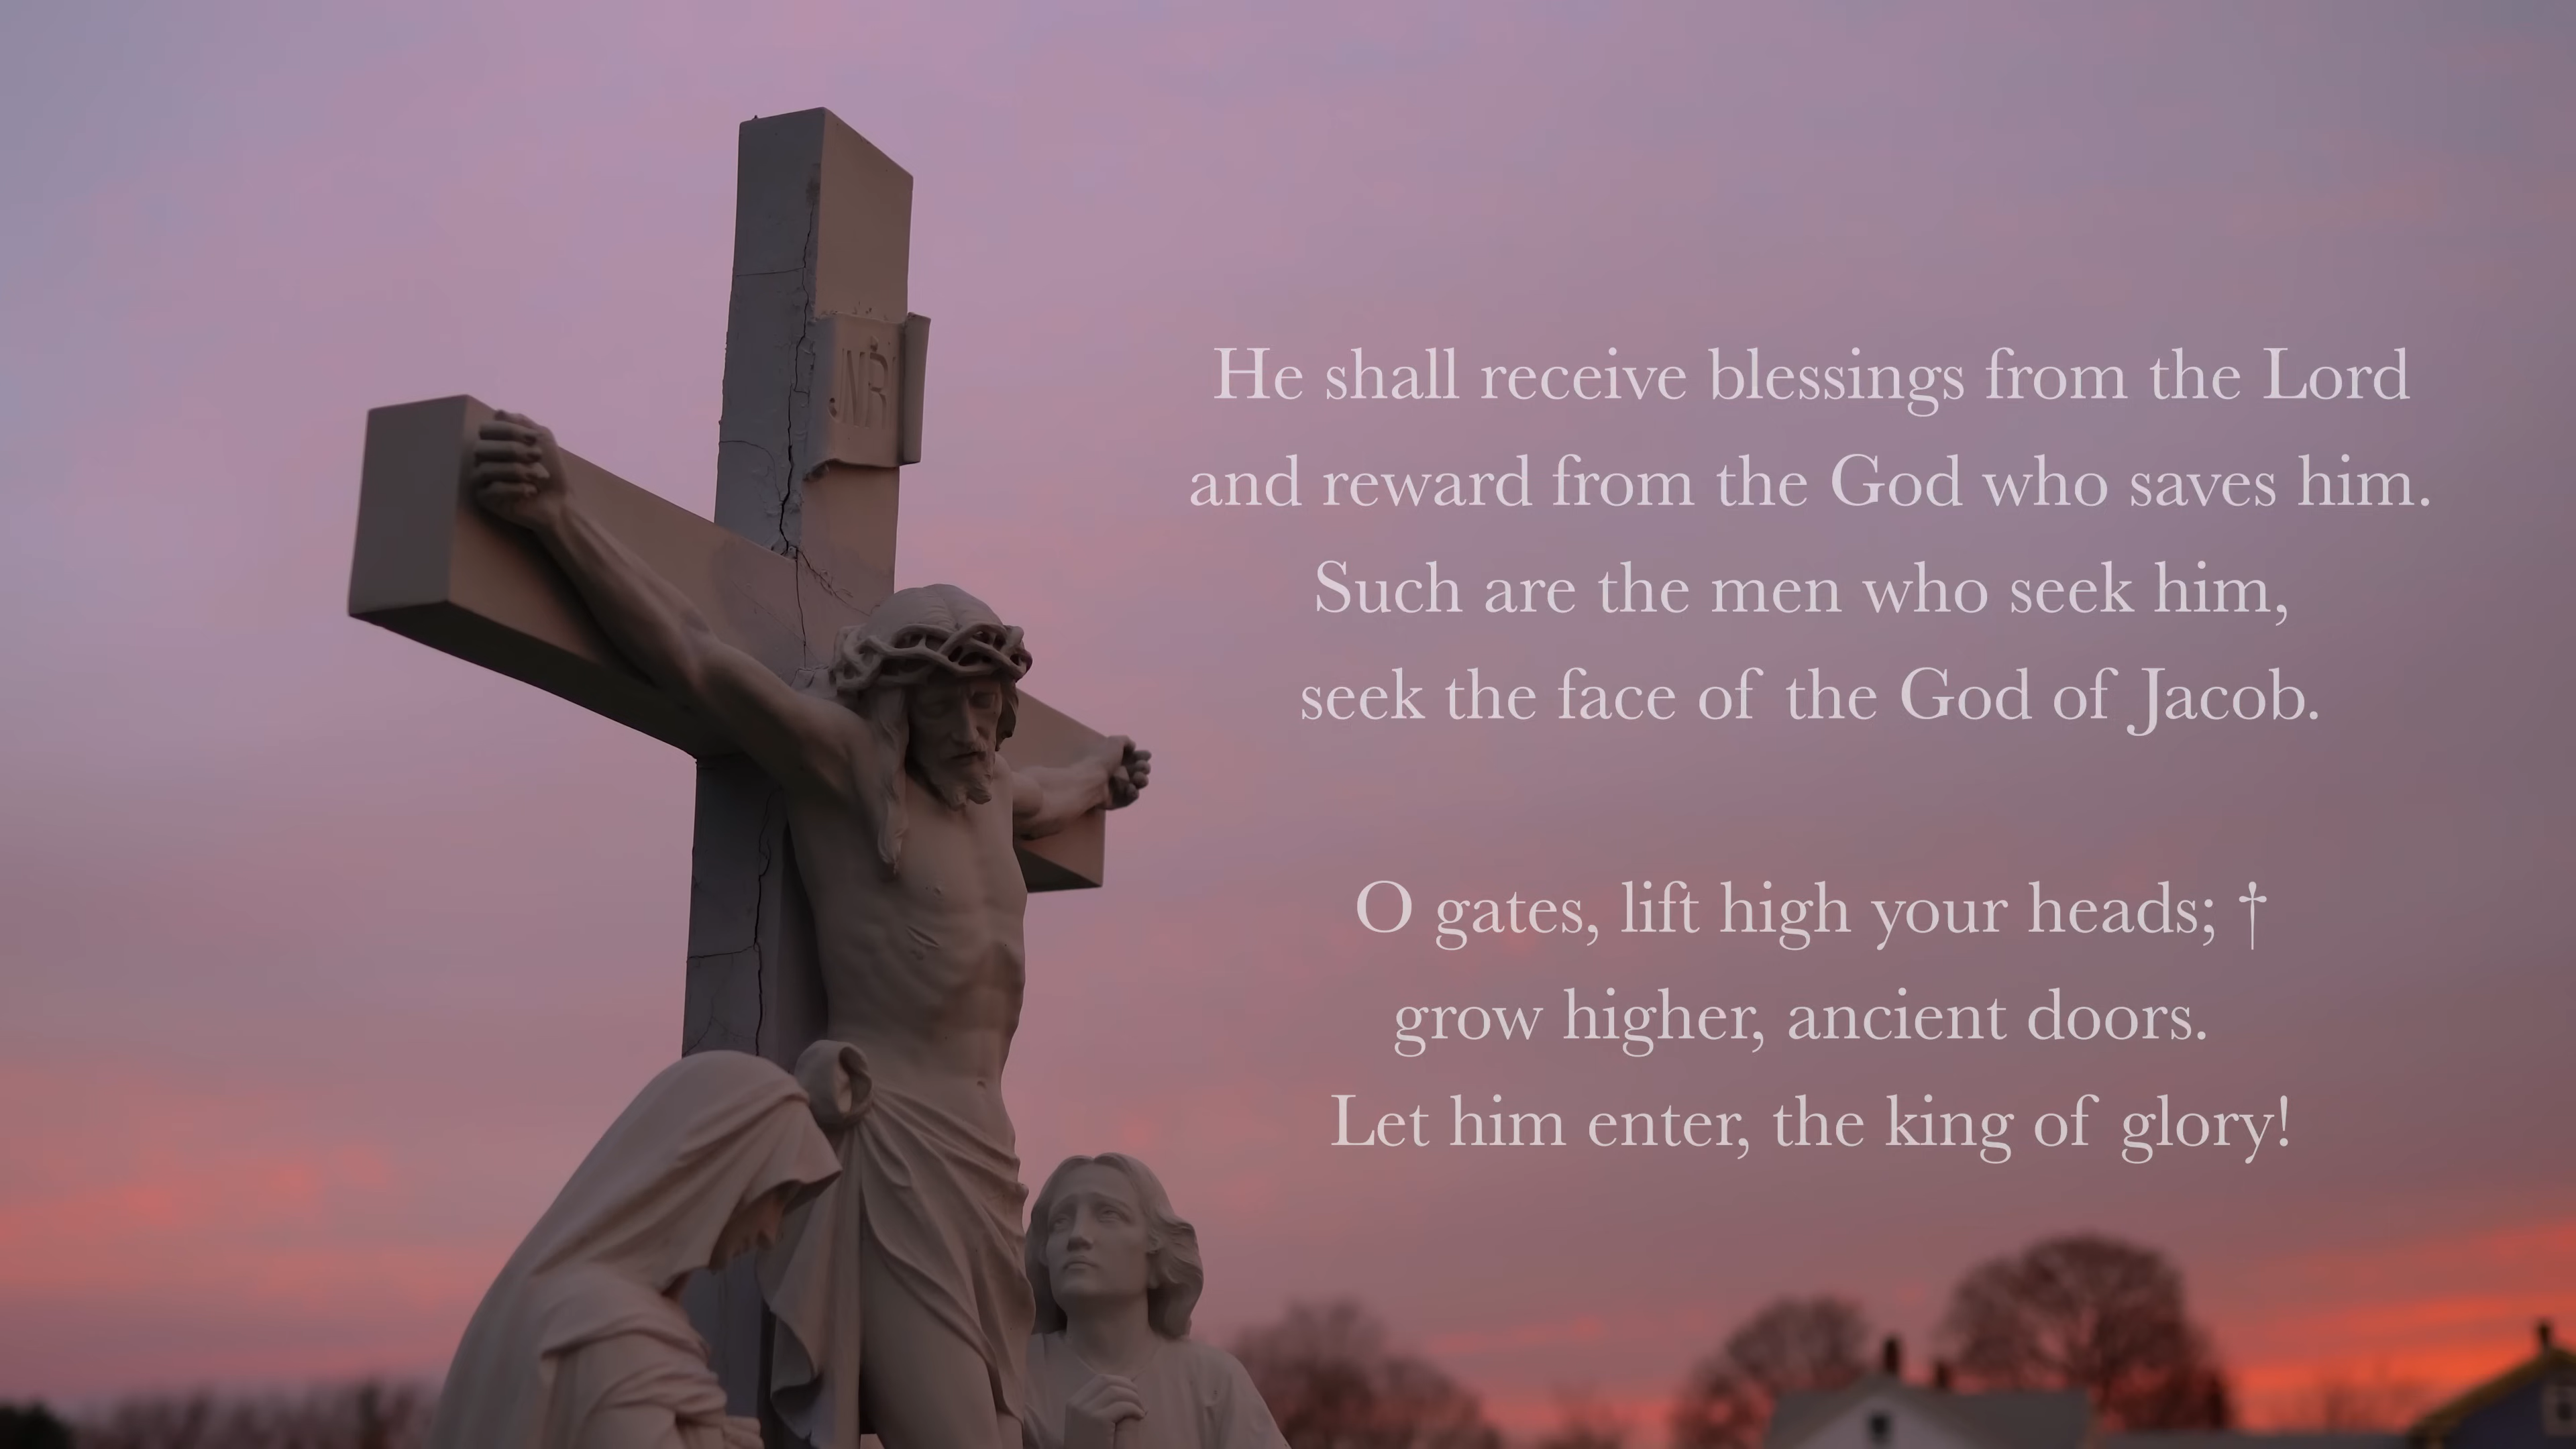 JNRI
He shall receive blessings from the Lord
and reward from the God who saves him.
Such are the men who seek him,
seek the face of the God of Jacob.
O gates, lift high your heads; †
grow higher, ancient doors.
Let him enter, the king of glory!